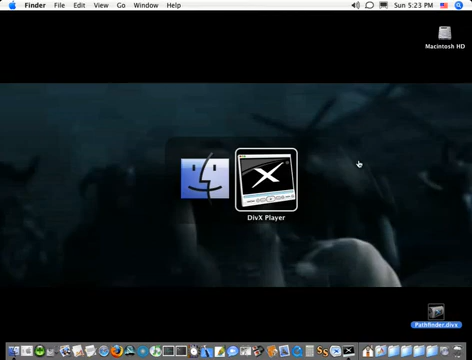 Finder File Edit View Go Window Help Sun 5:23 PM
Macintosh HD
DivX Player
Pathfinder.divx